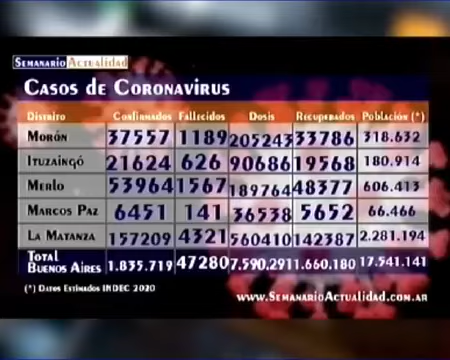 Semanario Actualidad
Casos de Coronavirus
Distrito Confirmados Fallecidos Dosis Recuperados Población (*)
Morón 37557 1189 205243 33786 318.632
Ituzaingó 21624 626 90686 19568 180.914
Merlo 53964 1567 189764 48377 606.413
Marcos Paz 6451 141 36538 5652 66.466
La Matanza 157209 4321 560410 142387 2.281.194
Total
Buenos Aires 1.835.719 47280 7.590.291 1.660.180 17.541.141
(*) Datos Estimados INDEC 2020
www.SemanarioActualidad.com.ar